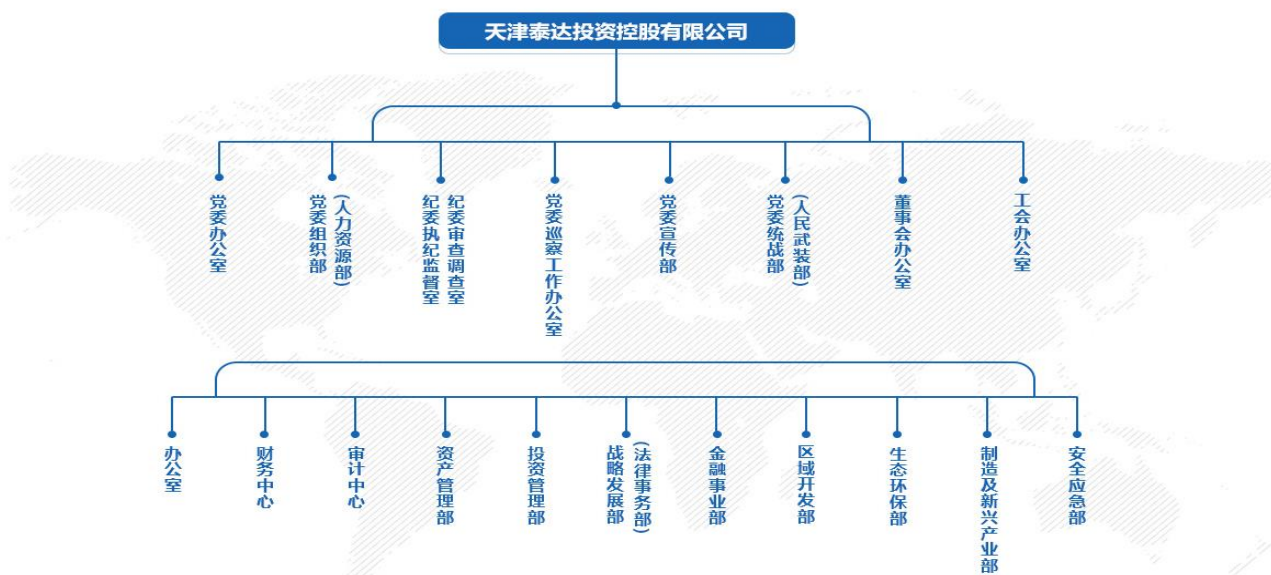 天津泰达投资控股有限公司
党委办公室
党委组织部
(人力资源部)
纪委执纪监督室
纪委审查调查室
党委巡察工作办公室
党委宣传部
党委统战部
(人民武装部)
董事会办公室
工会办公室
办公室
财务中心
审计中心
资产管理部
投资管理部
战略发展部
(法律事务部)
金融事业部
区域开发部
生态环保部
制造及新兴产业部
安全应急部